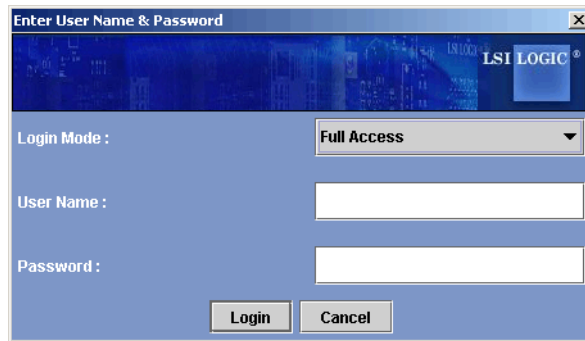 Enter User Name & Password
LSI LOGIC ®
Login Mode :
Full Access
User Name :
Password :
Login
Cancel